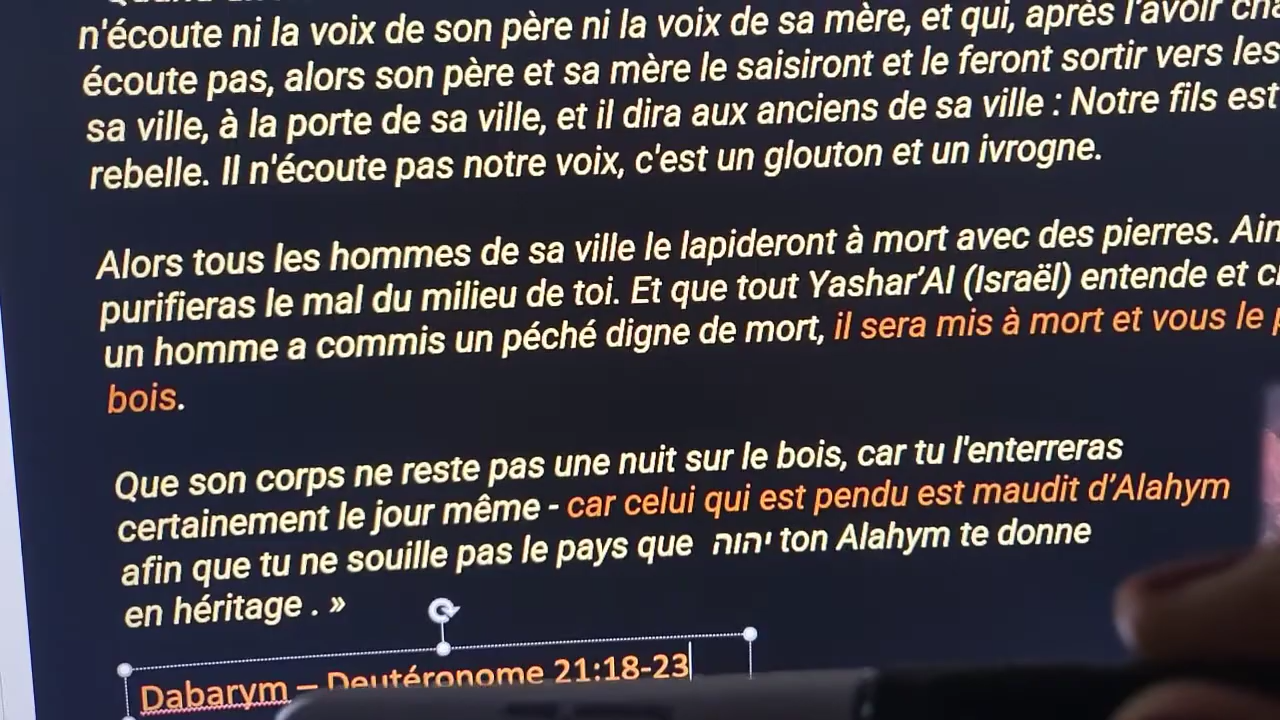 n'écoute ni la voix de son père ni la voix de sa mère, et qui, après l'avoir
écoute pas, alors son père et sa mère le saisiront et le feront sortir vers les
sa ville, à la porte de sa ville, et il dira aux anciens de sa ville : Notre fils est
rebelle. Il n'écoute pas notre voix, c'est un glouton et un ivrogne.
Alors tous les hommes de sa ville le lapideront à mort avec des pierres.
purifieras le mal du milieu de toi. Et que tout Yashar’Al (Israël) entende et
un homme a commis un péché digne de mort, il sera mis à mort et vous le
bois.
Que son corps ne reste pas une nuit sur le bois, car tu l'enterreras
certainement le jour même - car celui qui est pendu est maudit d’Alahym
afin que tu ne souille pas le pays que יהוה ton Alahym te donne
en héritage . »
Dabarym – Deutéronome 21:18-23